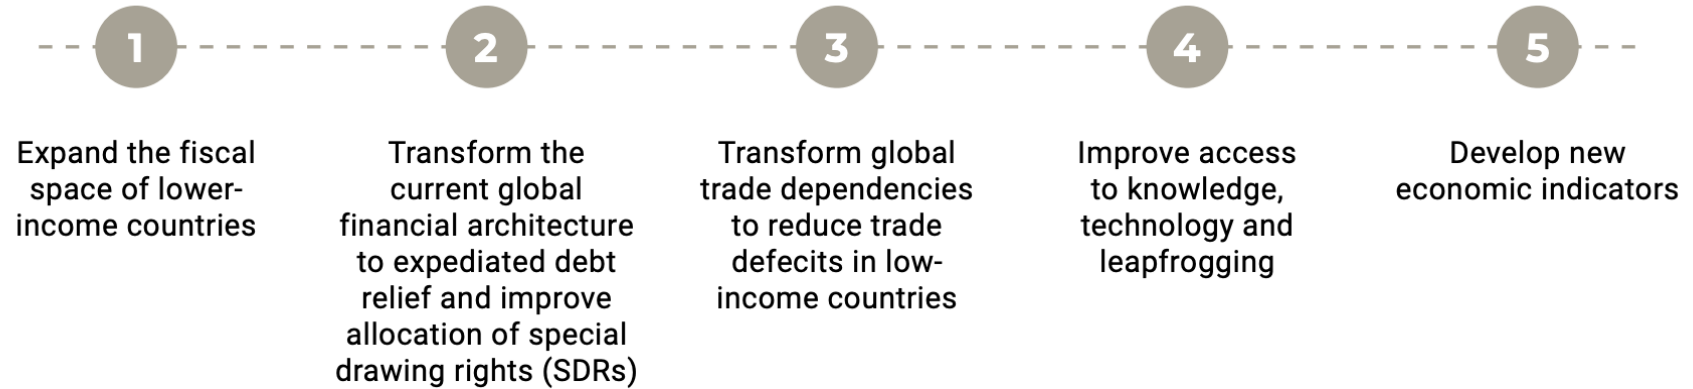 1
Expand the fiscal
space of lower-
income countries
2
Transform the
current global
financial architecture
to expediated debt
relief and improve
allocation of special
drawing rights (SDRs)
3
Transform global
trade dependencies
to reduce trade
defecits in low-
income countries
4
Improve access
to knowledge,
technology and
leapfrogging
5
Develop new
economic indicators